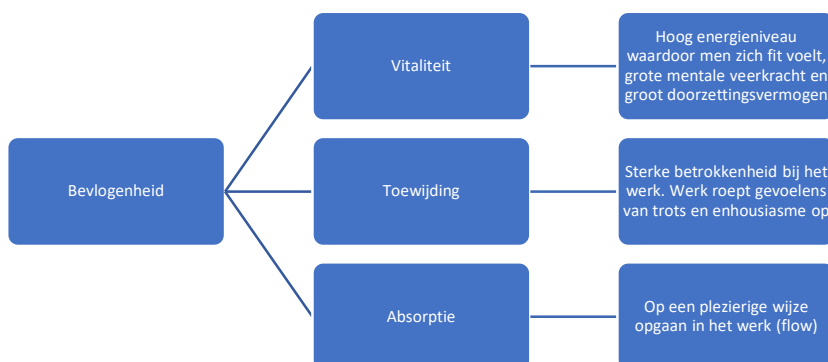 Bevlogenheid
Vitaliteit
Hoog energieniveau
waardoor men zich fit voelt,
grote mentale veerkracht en
groot doorzettingsvermogen
Toewijding
Sterke betrokkenheid bij het
werk. Werk roept gevoelens
van trots en enhousiasme op
Absorptie
Op een plezierige wijze
opgaan in het werk (flow)